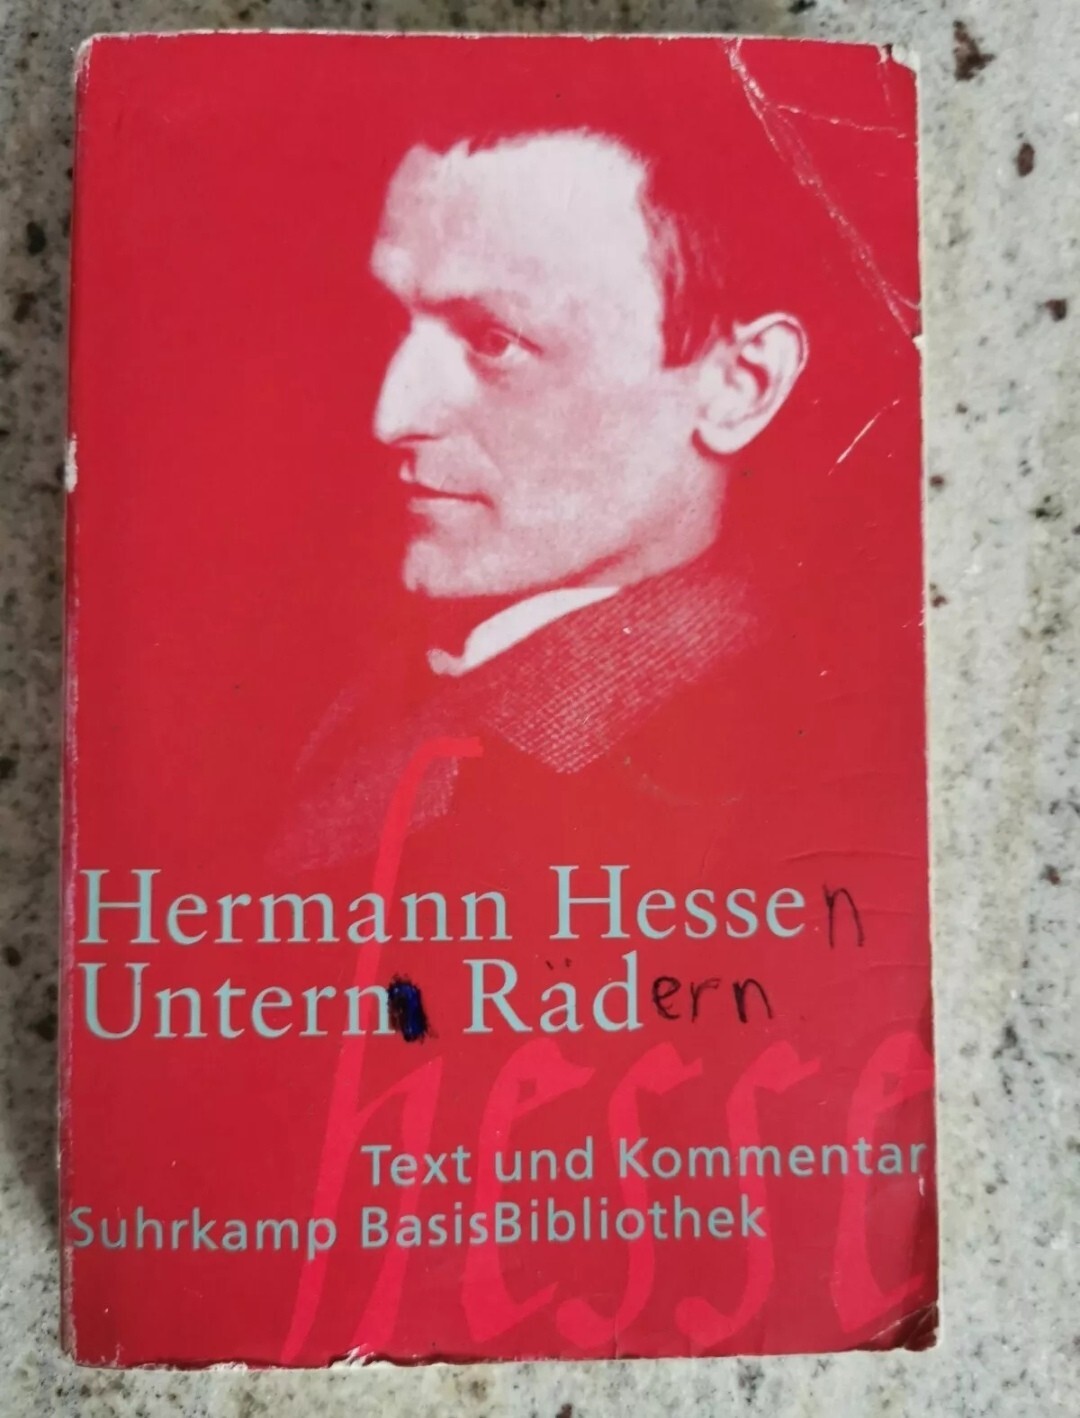 Hermann Hessen
Untern Rädern
hesse
Text und Kommentar
Suhrkamp BasisBibliothek